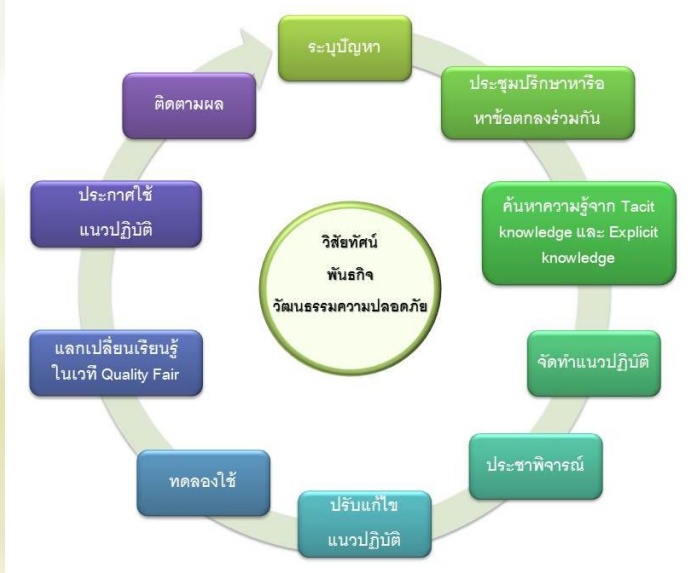 ระบุปัญหา
ประชุมปรึกษาหารือ
หาข้อตกลงร่วมกัน
ค้นหาความรู้จาก Tacit
knowledge และ Explicit
knowledge
จัดทำแนวปฏิบัติ
ประชาพิจารณ์
ปรับแก้ไข
แนวปฏิบัติ
ทดลองใช้
แลกเปลี่ยนเรียนรู้
ในเวที Quality Fair
ประกาศใช้
แนวปฏิบัติ
ติดตามผล
วิสัยทัศน์
พันธกิจ
วัฒนธรรมความปลอดภัย